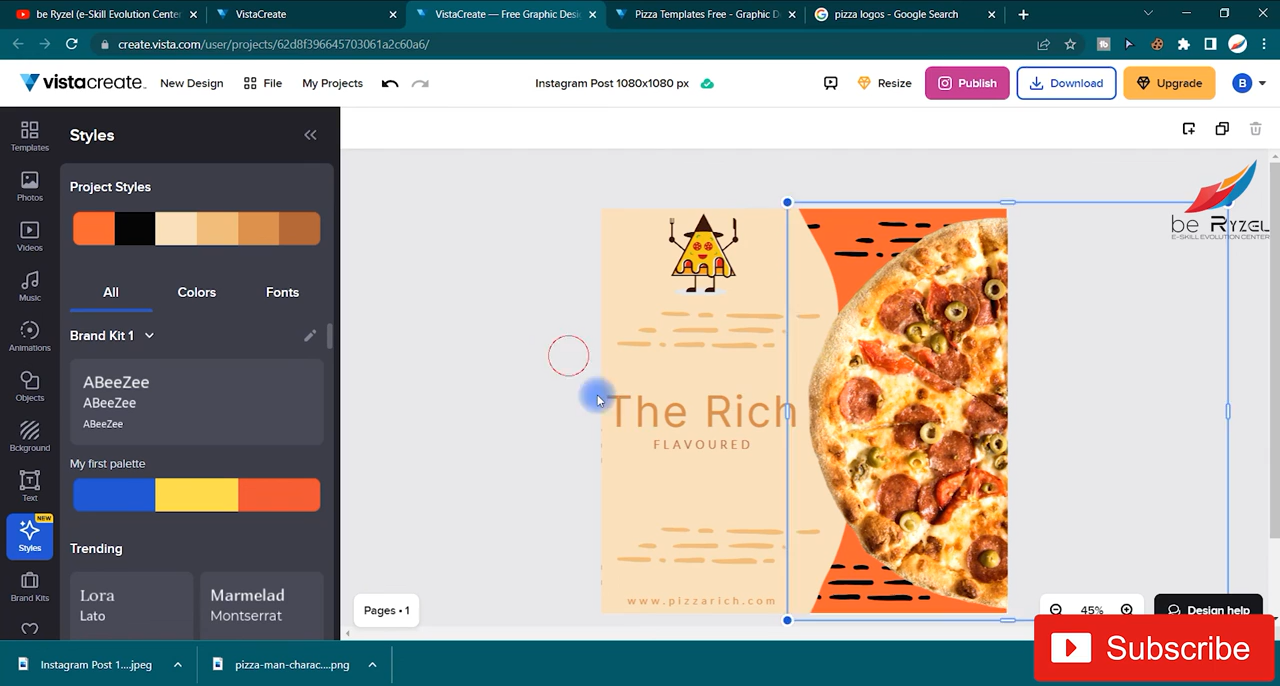 be Ryzel (e-Skill Evolution Center
VistaCreate
VistaCreate — Free Graphic Desi
Pizza Templates Free - Graphic D
pizza logos - Google Search
create.vista.com/user/projects/62d8f396645703061a2c60a6/
vistacreate
New Design
File
My Projects
Instagram Post 1080x1080 px
Resize
Publish
Download
Upgrade
B
Templates
Photos
Videos
Music
Animations
Objects
Bckground
Text
NEW
Styles
Brand Kits
Styles
Project Styles
All
Colors
Fonts
Brand Kit 1
ABeeZee
ABeeZee
ABeeZee
My first palette
Trending
Lora
Lato
Marmelad
Montserrat
be RYZEL
E-SKILL EVOLUTION CENTER
The Rich
FLAVOURED
www.pizzarich.com
Pages • 1
45%
Design help
Subscribe
Instagram Post 1....jpeg
pizza-man-charac....png